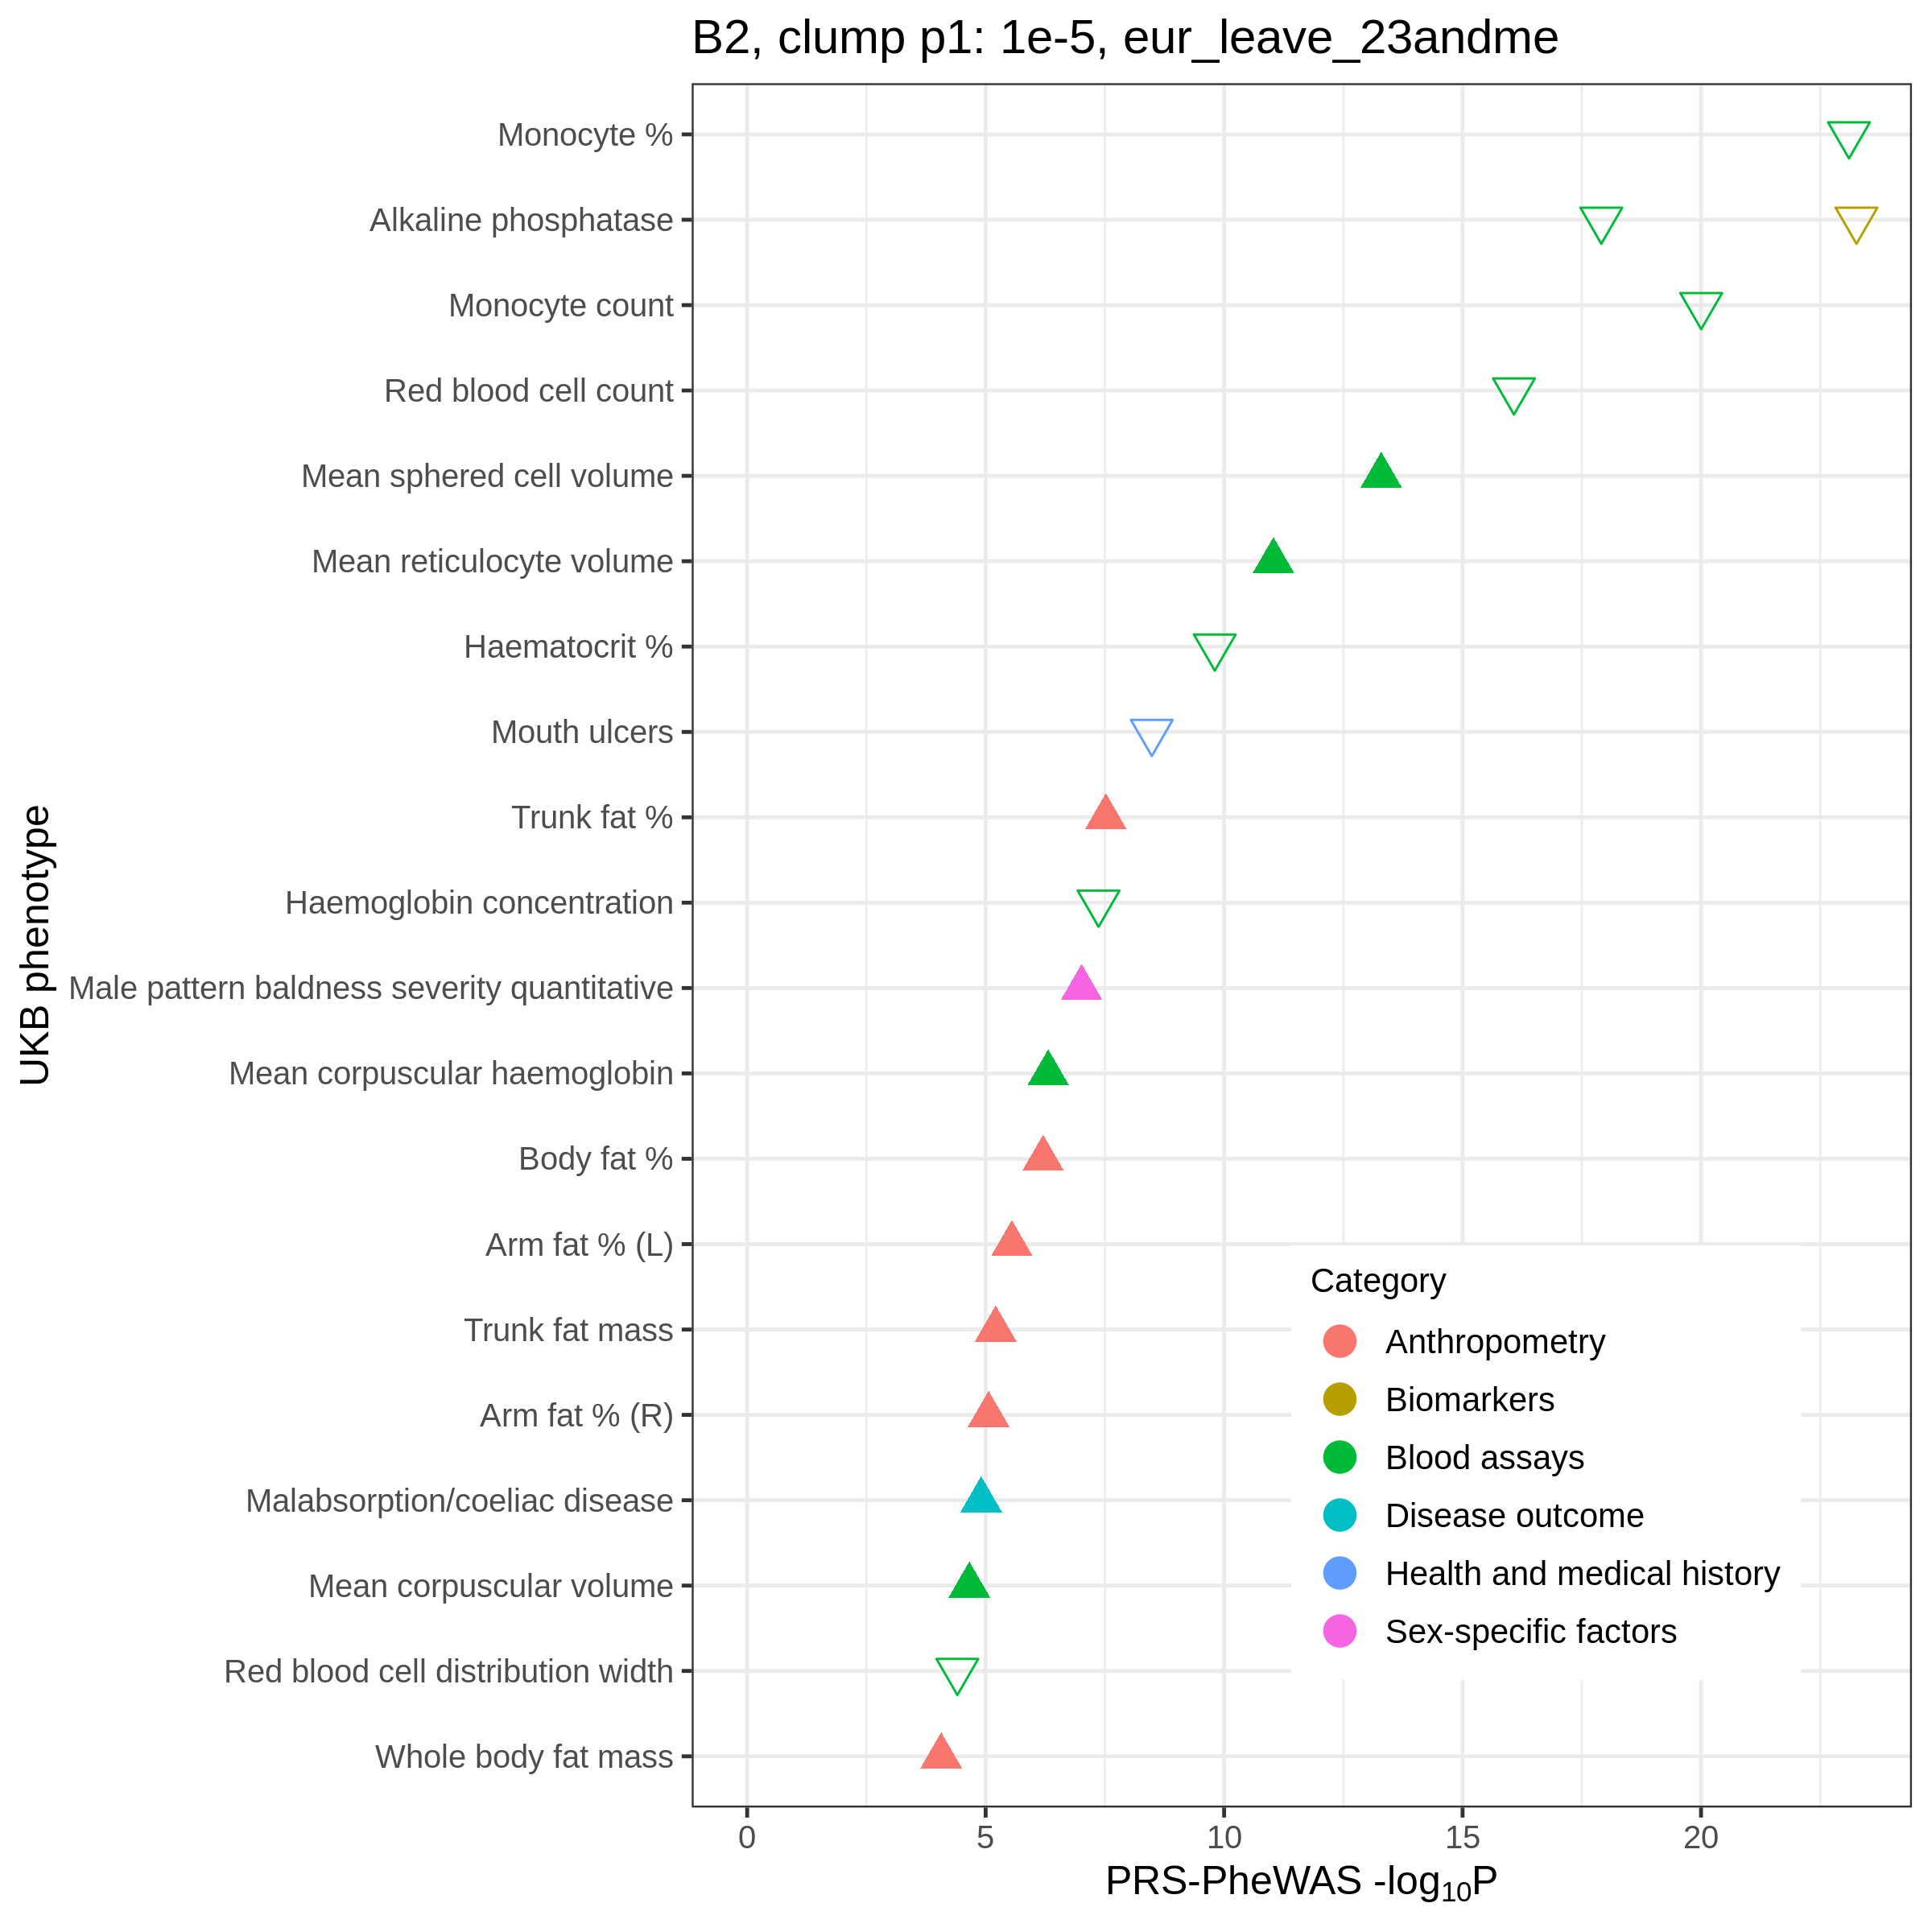 B2, clump p1: 1e-5, eur_leave_23andme
Monocyte %
Alkaline phosphatase
Monocyte count
Red blood cell count
Mean sphered cell volume
Mean reticulocyte volume
Haematocrit %
Mouth ulcers
Trunk fat %
Haemoglobin concentration
Male pattern baldness severity quantitative
Mean corpuscular haemoglobin
Body fat %
Arm fat % (L)
Trunk fat mass
Arm fat % (R)
Malabsorption/coeliac disease
Mean corpuscular volume
Red blood cell distribution width
Whole body fat mass
UKB phenotype
Category
Anthropometry
Biomarkers
Blood assays
Disease outcome
Health and medical history
Sex-specific factors
0 5 10 15 20
PRS-PheWAS -log₁₀P